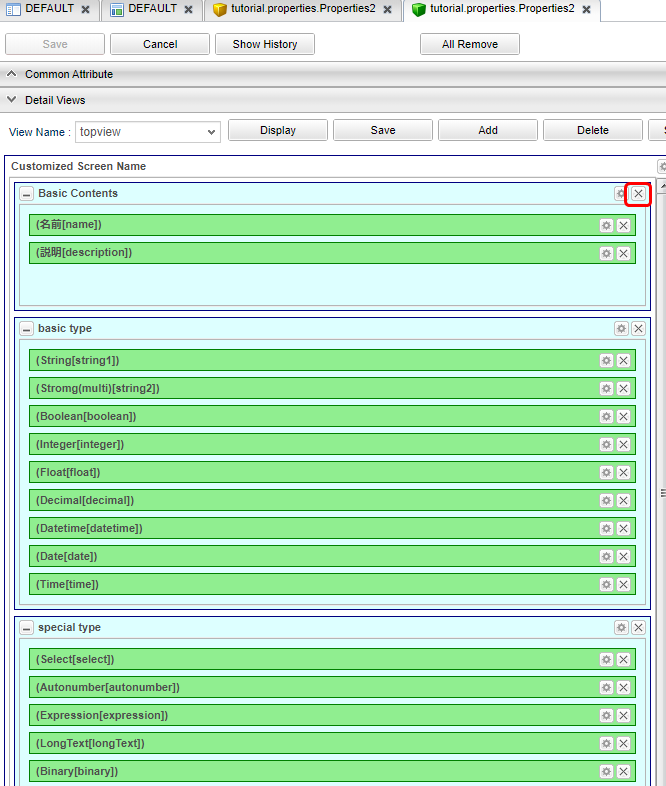 DEFAULT DEFAULT tutorial.properties.Properties2 tutorial.properties.Properties2
Save Cancel Show History All Remove
Common Attribute
Detail Views
View Name : topview Display Save Add Delete
Customized Screen Name
Basic Contents
(名前[name])
(説明[description])
basic type
(String[string1])
(Stromg(multi)[string2])
(Boolean[boolean])
(Integer[integer])
(Float[float])
(Decimal[decimal])
(Datetime[datetime])
(Date[date])
(Time[time])
special type
(Select[select])
(Autonumber[autonumber])
(Expression[expression])
(LongText[longText])
(Binary[binary])